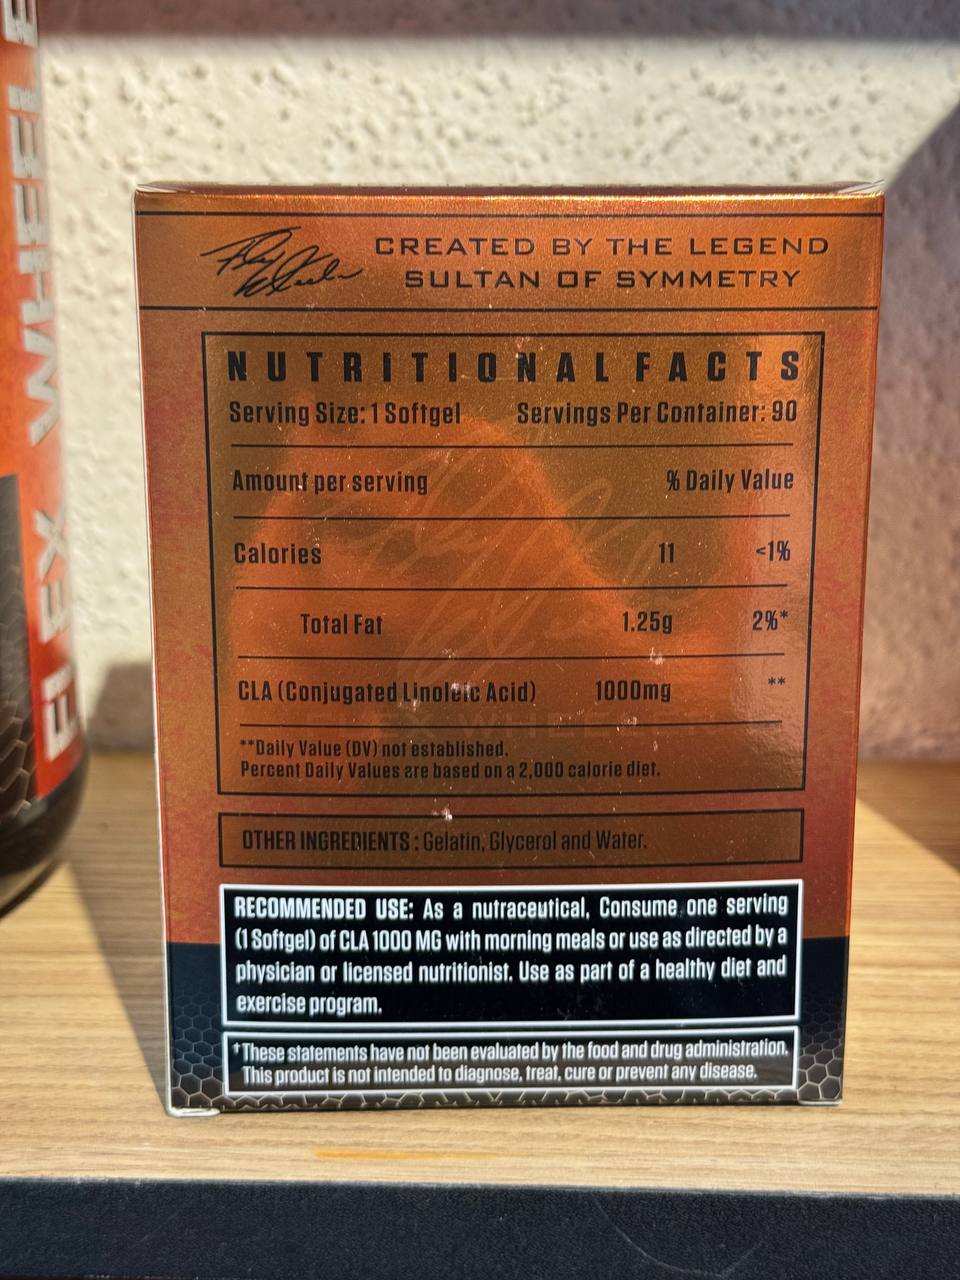 FLEX WHEELE
Flex Wheeler
CREATED BY THE LEGEND
SULTAN OF SYMMETRY
NUTRITIONAL FACTS
Serving Size: 1 Softgel Servings Per Container: 90
Amount per serving % Daily Value
Calories 11 <1%
Total Fat 1.25g 2%*
CLA (Conjugated Linoleic Acid) 1000mg **
**Daily Value (DV) not established.
Percent Daily Values are based on a 2,000 calorie diet.
OTHER INGREDIENTS : Gelatin, Glycerol and Water.
RECOMMENDED USE: As a nutraceutical, Consume one serving
(1 Softgel) of CLA 1000 MG with morning meals or use as directed by a
physician or licensed nutritionist. Use as part of a healthy diet and
exercise program.
†These statements have not been evaluated by the food and drug administration.
This product is not intended to diagnose, treat, cure or prevent any disease.